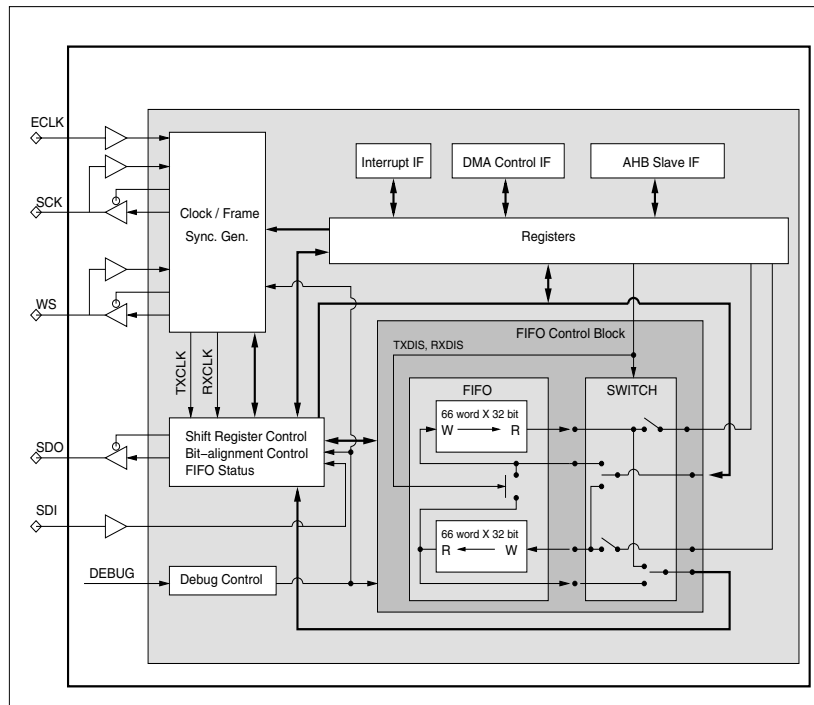 ECLK
SCK
WS
SDO
SDI
DEBUG
Clock / Frame
Sync. Gen.
Interrupt IF
DMA Control IF
AHB Slave IF
Registers
TXCLK
RXCLK
FIFO Control Block
TXDIS, RXDIS
FIFO
SWITCH
66 word X 32 bit
W R
Shift Register Control
Bit−alignment Control
FIFO Status
66 word X 32 bit
R W
Debug Control